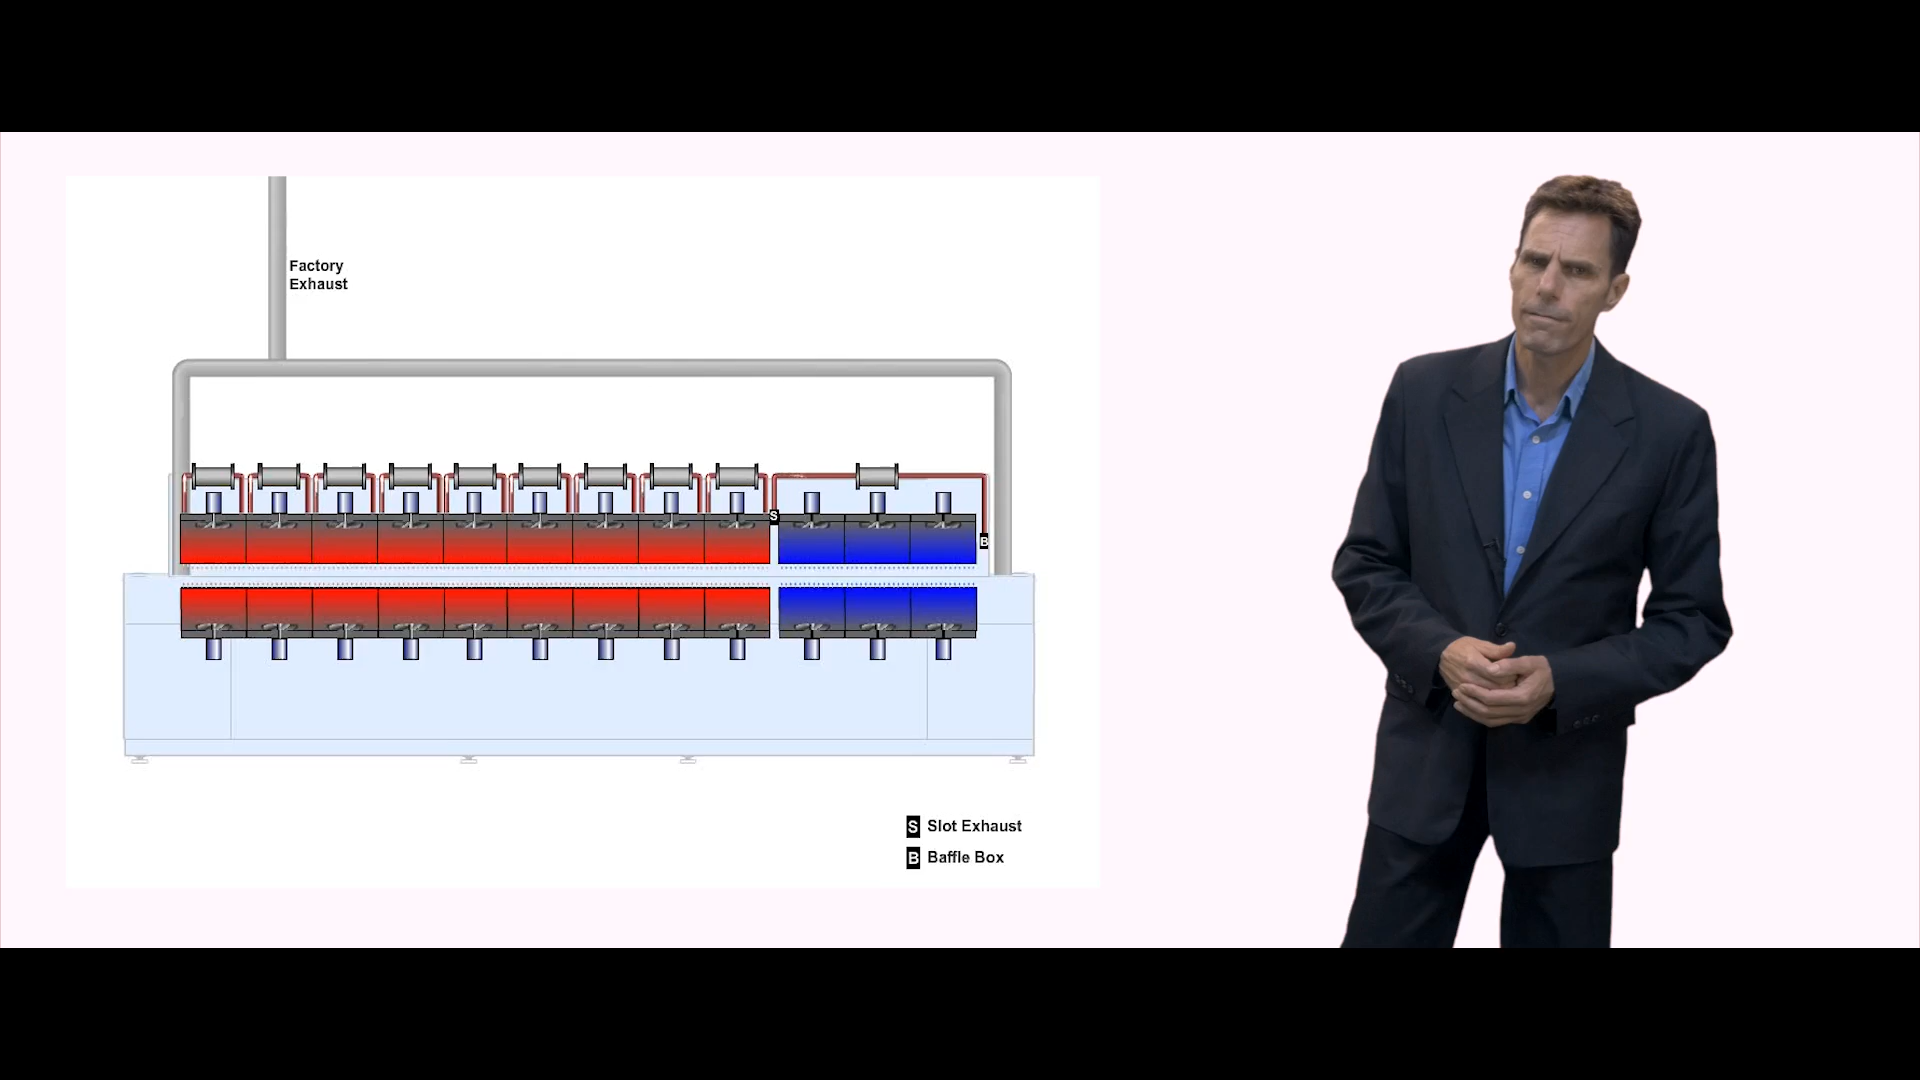 Factory
Exhaust
S
B
S Slot Exhaust
B Baffle Box